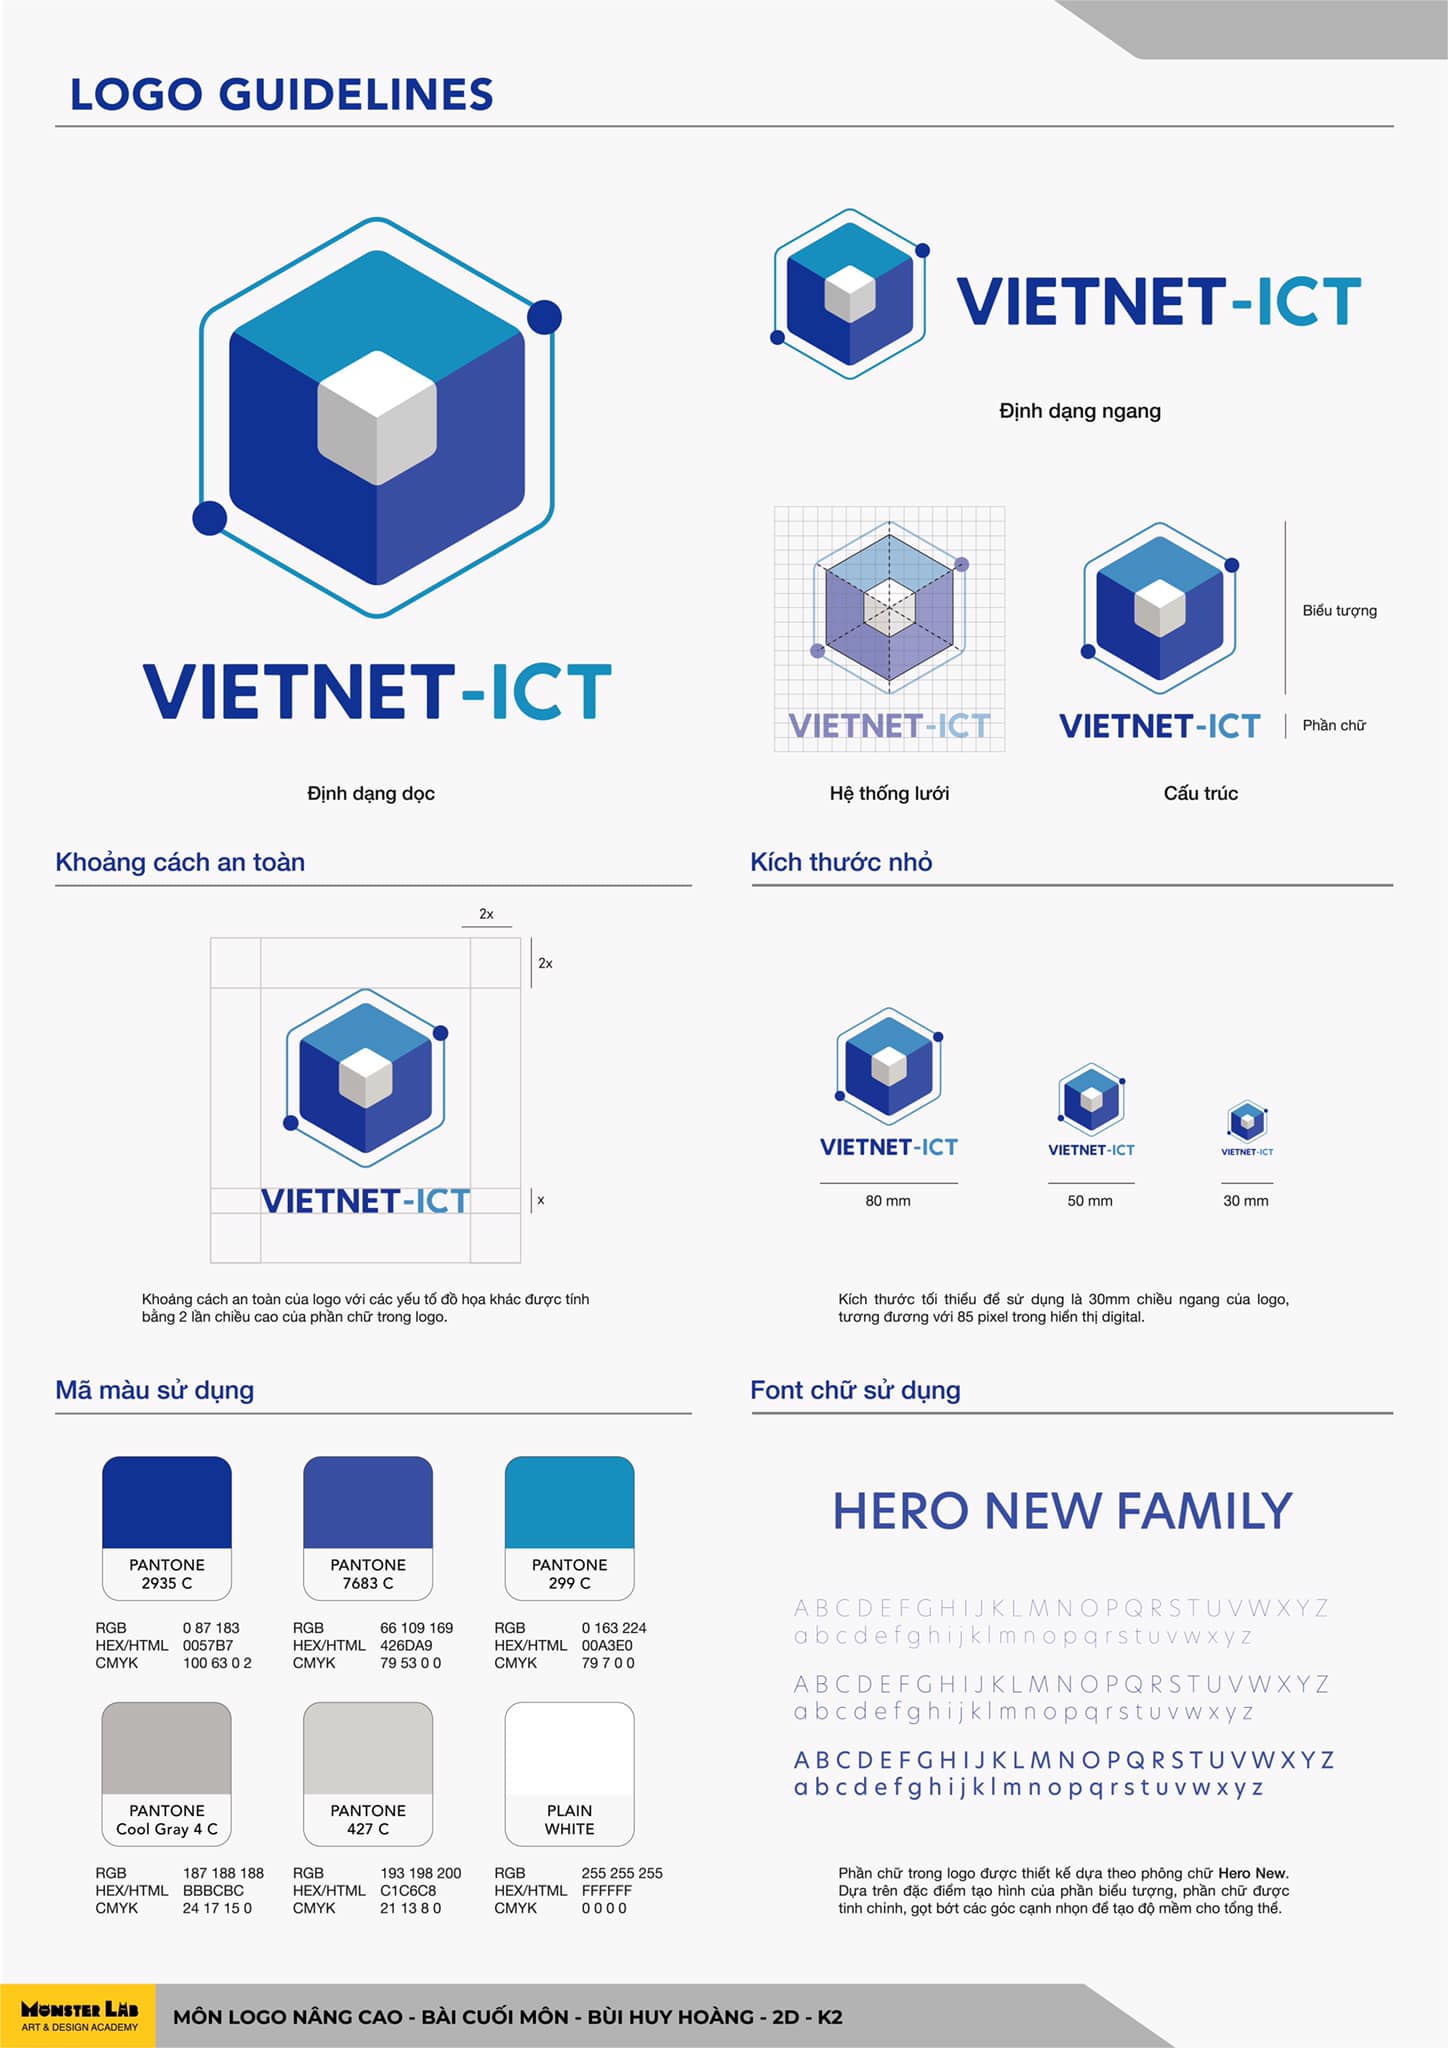 LOGO GUIDELINES
VIETNET-ICT
Định dạng dọc
VIETNET-ICT
Định dạng ngang
VIETNET-ICT
Hệ thống lưới
VIETNET-ICT
Biểu tượng
Phần chữ
Cấu trúc
Khoảng cách an toàn
2x
2x
VIETNET-ICT
x
Khoảng cách an toàn của logo với các yếu tố đồ họa khác được tính
bằng 2 lần chiều cao của phần chữ trong logo.
Kích thước nhỏ
VIETNET-ICT
VIETNET-ICT
VIETNET-ICT
80 mm
50 mm
30 mm
Kích thước tối thiểu để sử dụng là 30mm chiều ngang của logo,
tương đương với 85 pixel trong hiển thị digital.
Mã màu sử dụng
PANTONE
2935 C
RGB 0 87 183
HEX/HTML 0057B7
CMYK 100 63 0 2
PANTONE
7683 C
RGB 66 109 169
HEX/HTML 426DA9
CMYK 79 53 0 0
PANTONE
299 C
RGB 0 163 224
HEX/HTML 00A3E0
CMYK 79 7 0 0
PANTONE
Cool Gray 4 C
RGB 187 188 188
HEX/HTML BBBCBC
CMYK 24 17 15 0
PANTONE
427 C
RGB 193 198 200
HEX/HTML C1C6C8
CMYK 21 13 8 0
PLAIN
WHITE
RGB 255 255 255
HEX/HTML FFFFFF
CMYK 0 0 0 0
Font chữ sử dụng
HERO NEW FAMILY
A B C D E F G H I J K L M N O P Q R S T U V W X Y Z
a b c d e f g h i j k l m n o p q r s t u v w x y z
A B C D E F G H I J K L M N O P Q R S T U V W X Y Z
a b c d e f g h i j k l m n o p q r s t u v w x y z
A B C D E F G H I J K L M N O P Q R S T U V W X Y Z
a b c d e f g h i j k l m n o p q r s t u v w x y z
Phần chữ trong logo được thiết kế dựa theo phông chữ Hero New.
Dựa trên đặc điểm tạo hình của phần biểu tượng, phần chữ được
tinh chỉnh, gọt bớt các góc cạnh nhọn để tạo độ mềm cho tổng thể.
MONSTER LAB
ART & DESIGN ACADEMY
MÔN LOGO NÂNG CAO - BÀI CUỐI MÔN - BÙI HUY HOÀNG - 2D - K2